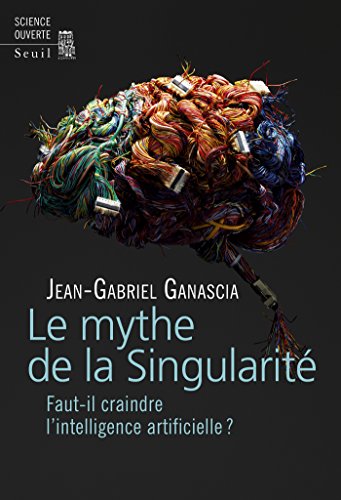 SCIENCE
OUVERTE
Seuil
JEAN-GABRIEL GANASCIA
Le mythe
de la Singularité
Faut-il craindre
l'intelligence artificielle ?